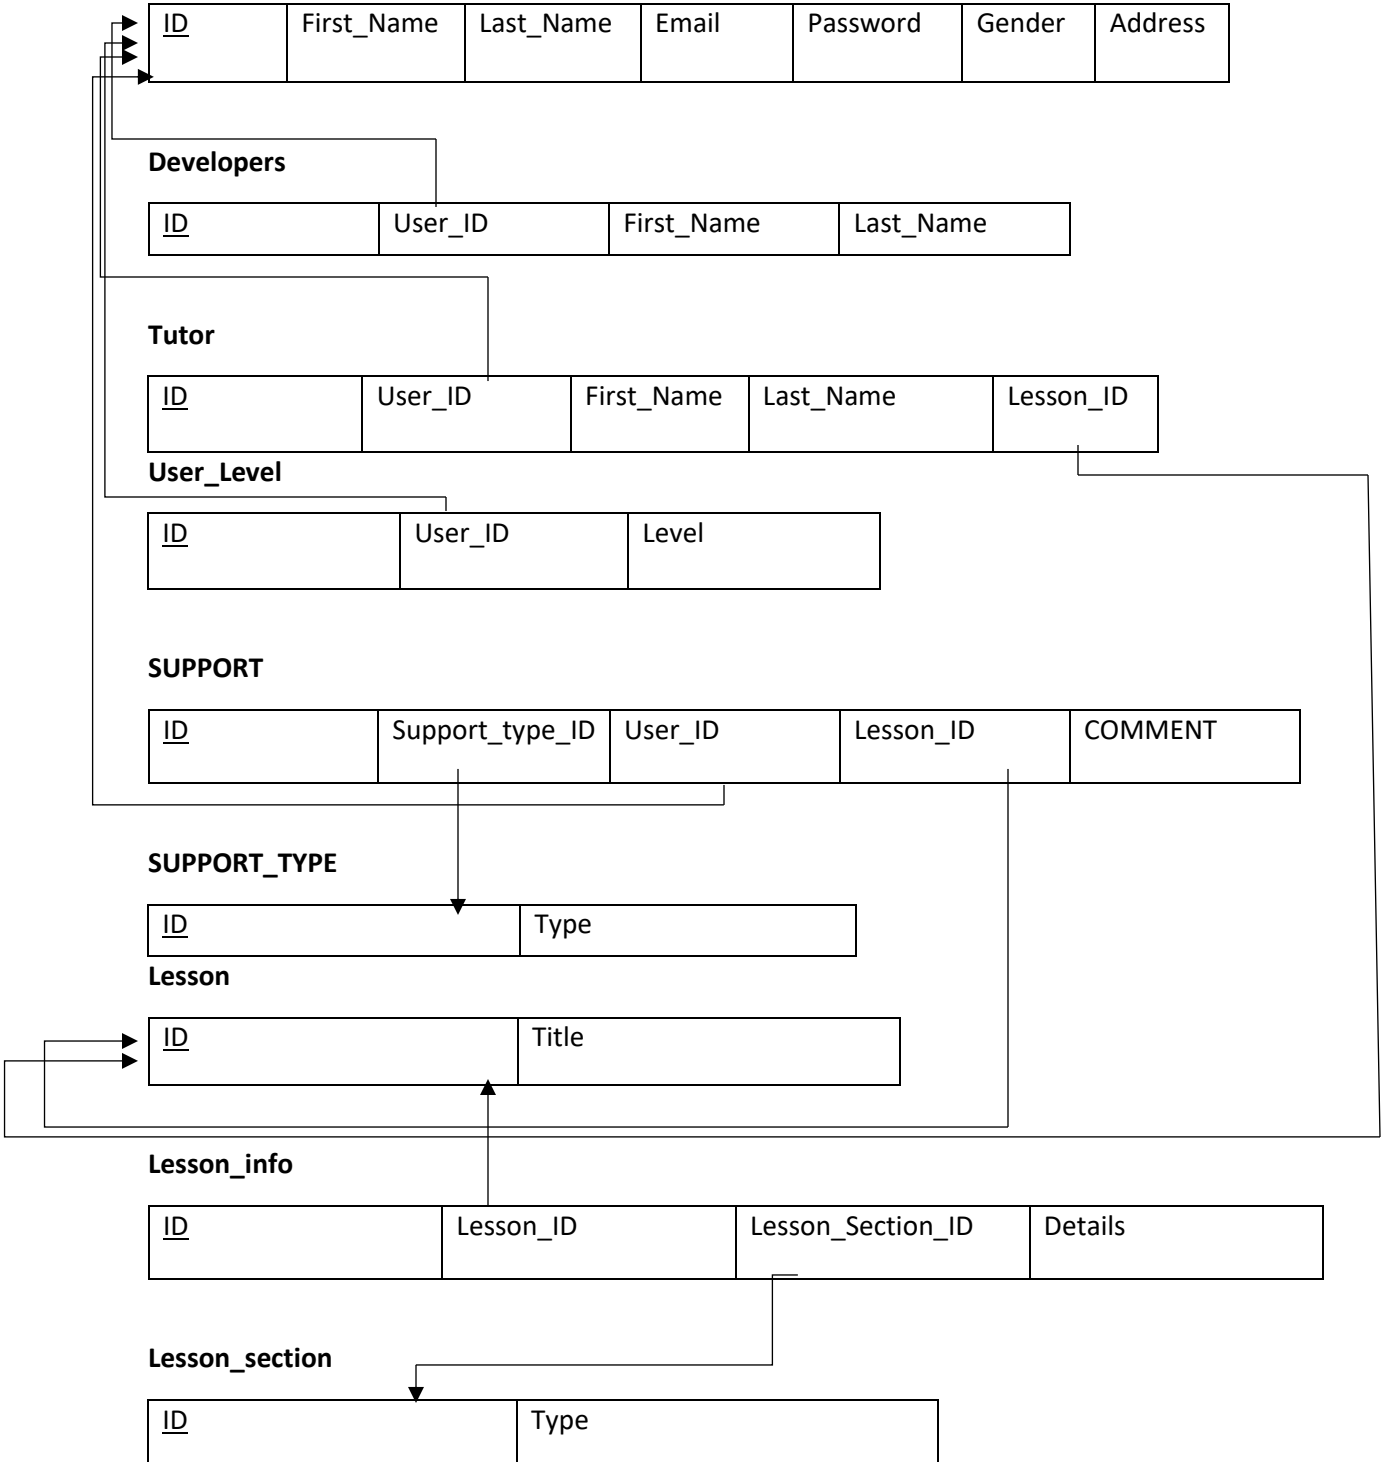 ID First_Name Last_Name Email Password Gender Address
Developers
ID User_ID First_Name Last_Name
Tutor
ID User_ID First_Name Last_Name Lesson_ID
User_Level
ID User_ID Level
SUPPORT
ID Support_type_ID User_ID Lesson_ID COMMENT
SUPPORT_TYPE
ID Type
Lesson
ID Title
Lesson_info
ID Lesson_ID Lesson_Section_ID Details
Lesson_section
ID Type